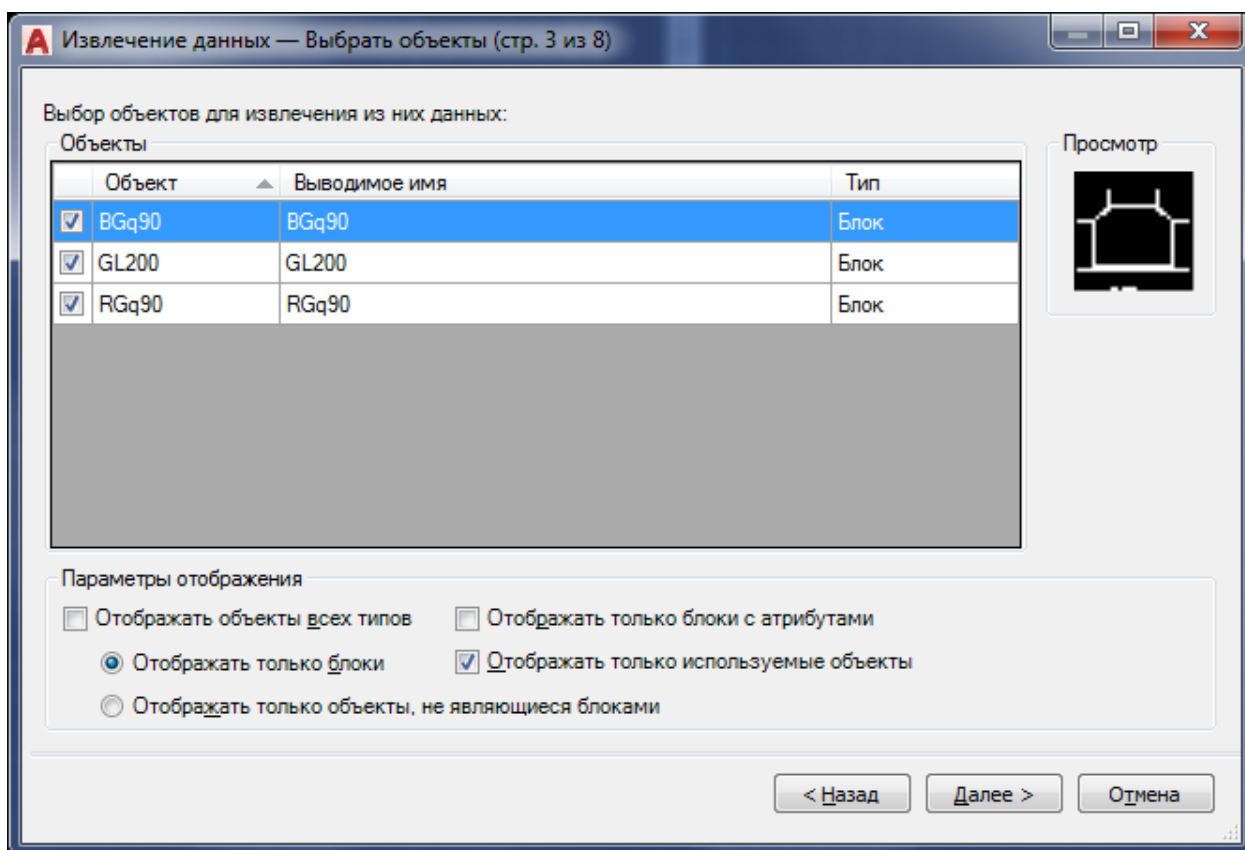 Извлечение данных — Выбрать объекты (стр. 3 из 8)
Выбор объектов для извлечения из них данных:
Объекты
Просмотр
Объект Выводимое имя Тип
BGq90 BGq90 Блок
GL200 GL200 Блок
RGq90 RGq90 Блок
Параметры отображения
Отображать объекты всех типов Отображать только блоки с атрибутами
Отображать только блоки Отображать только используемые объекты
Отображать только объекты, не являющиеся блоками
< Назад Далее > Отмена